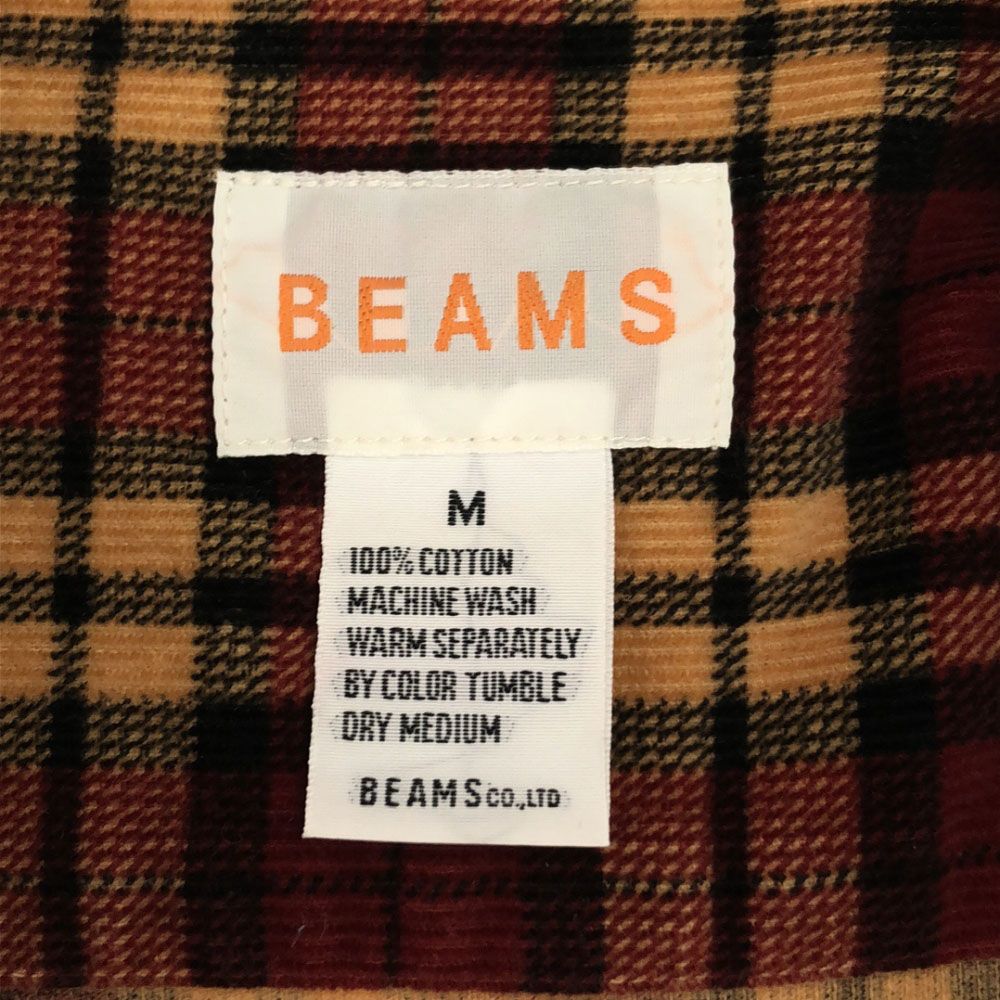 BEAMS
M
100% COTTON
MACHINE WASH
WARM SEPARATELY
BY COLOR TUMBLE
DRY MEDIUM
BEAMS CO.,LTD